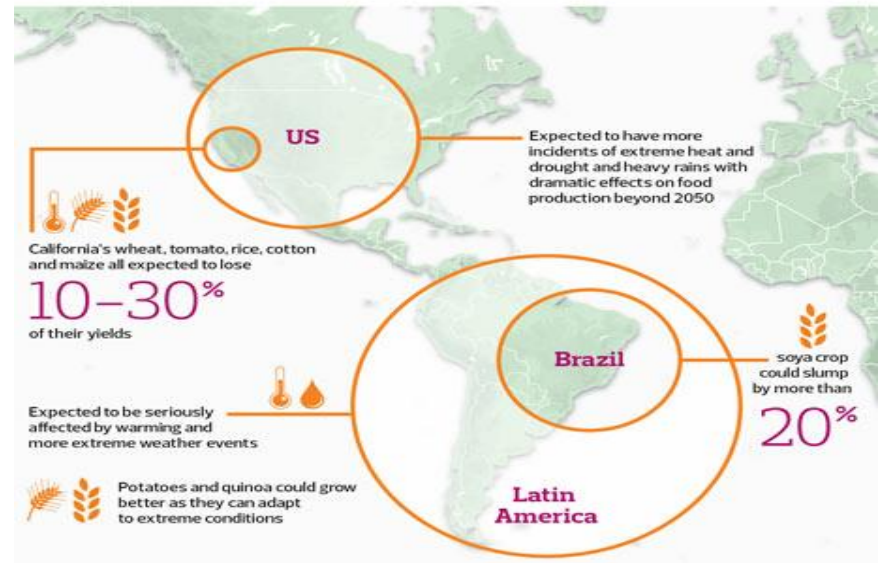 US
Expected to have more
incidents of extreme heat and
drought and heavy rains with
dramatic effects on food
production beyond 2050
California's wheat, tomato, rice, cotton
and maize all expected to lose
10–30%
of their yields
Brazil
soya crop
could slump
by more than
20%
Expected to be seriously
affected by warming and
more extreme weather events
Potatoes and quinoa could grow
better as they can adapt
to extreme conditions
Latin
America